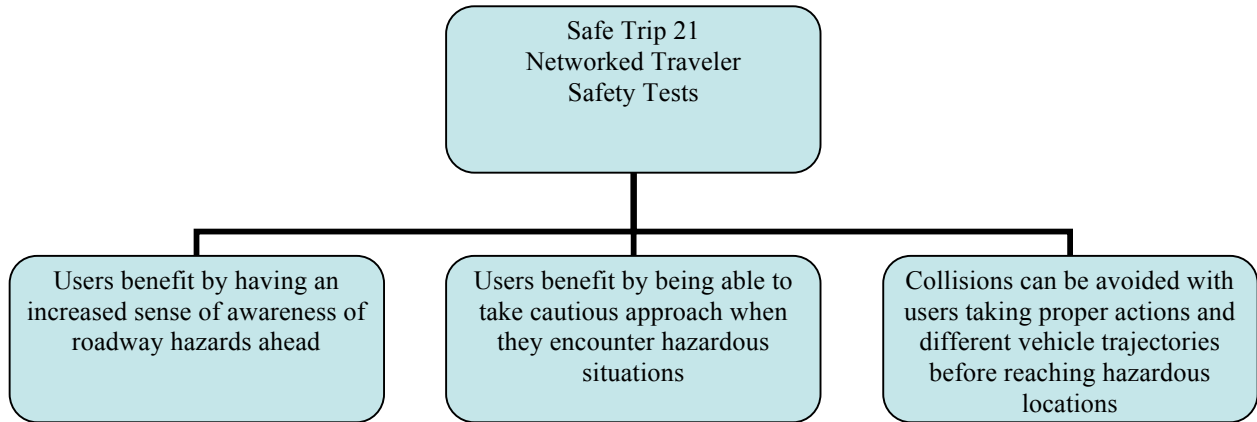 Safe Trip 21
Networked Traveler
Safety Tests
Users benefit by having an
increased sense of awareness of
roadway hazards ahead
Users benefit by being able to
take cautious approach when
they encounter hazardous
situations
Collisions can be avoided with
users taking proper actions and
different vehicle trajectories
before reaching hazardous
locations